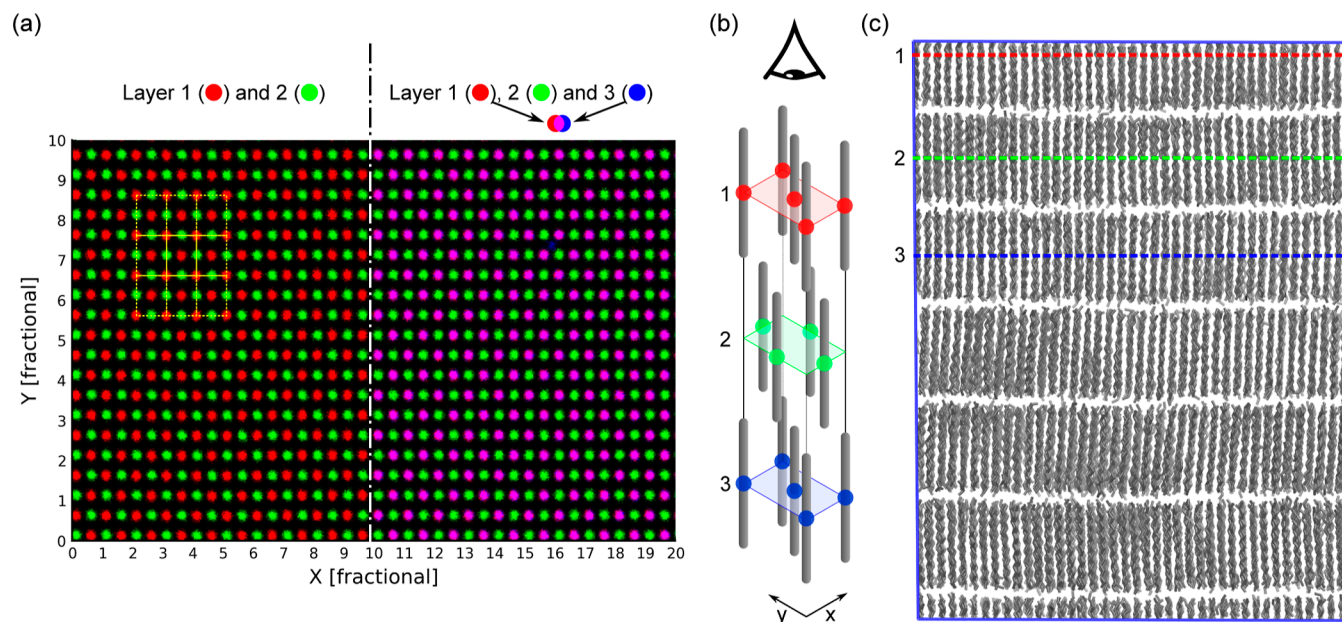 (a)
Layer 1 ( ) and 2 ( )
Layer 1 ( ), 2 ( ) and 3 ( )
10
9
8
7
6
5
4
3
2
1
0
Y [fractional]
0 1 2 3 4 5 6 7 8 9 10 11 12 13 14 15 16 17 18 19 20
X [fractional]
(b)
1
2
3
y x
(c)
1
2
3